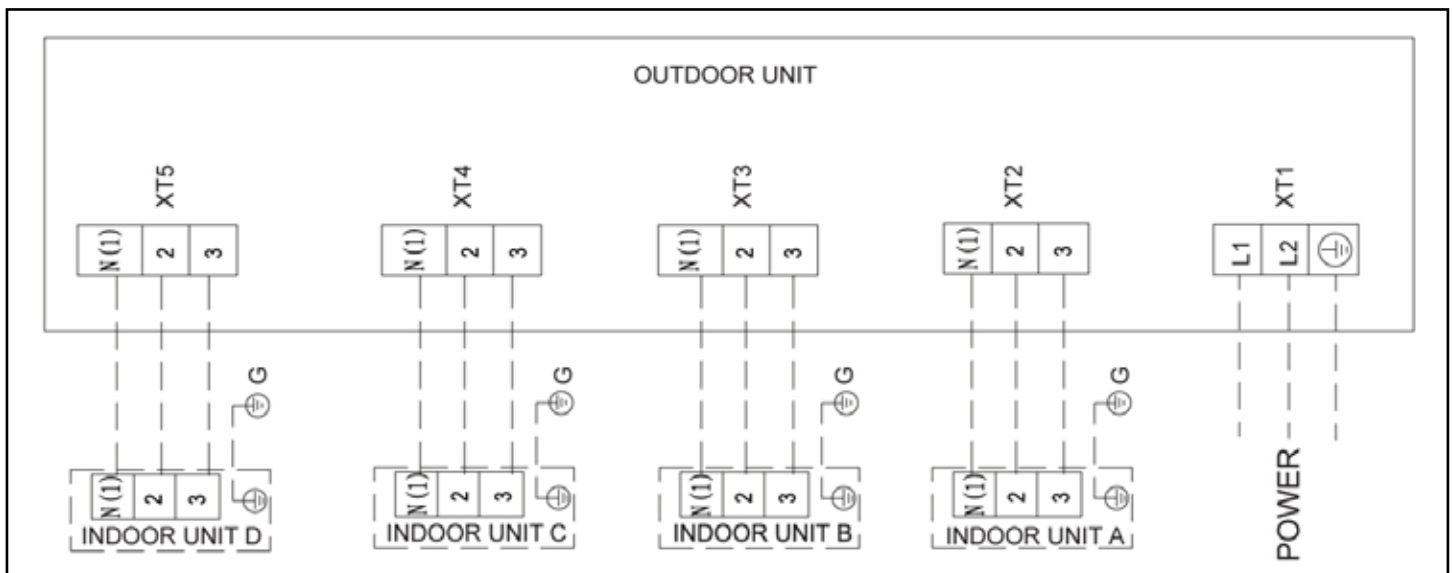 OUTDOOR UNIT
XT5 XT4 XT3 XT2 XT1
N(1) 2 3 N(1) 2 3 N(1) 2 3 N(1) 2 3 L1 L2
G G G G
N(1) 2 3 N(1) 2 3 N(1) 2 3 N(1) 2 3
INDOOR UNIT D INDOOR UNIT C INDOOR UNIT B INDOOR UNIT A
POWER